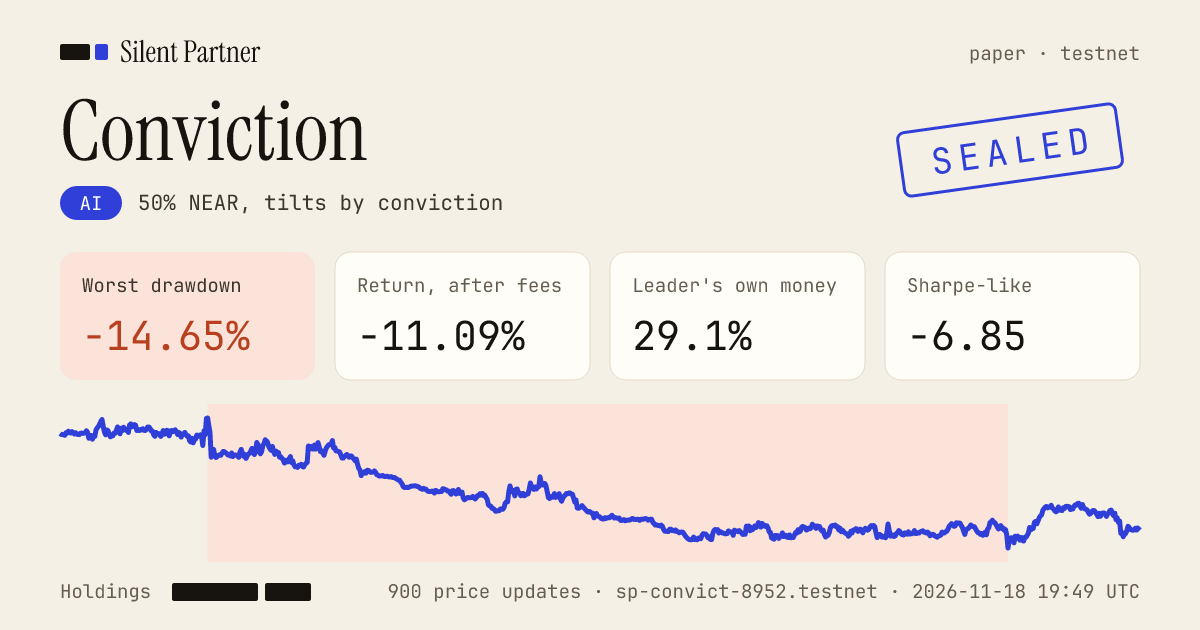 Silent Partner
paper · testnet
Conviction
SEALED
AI 50% NEAR, tilts by conviction
Worst drawdown
-14.65%
Return, after fees
-11.09%
Leader's own money
29.1%
Sharpe-like
-6.85
Holdings
900 price updates · sp-convict-8952.testnet · 2026-11-18 19:49 UTC